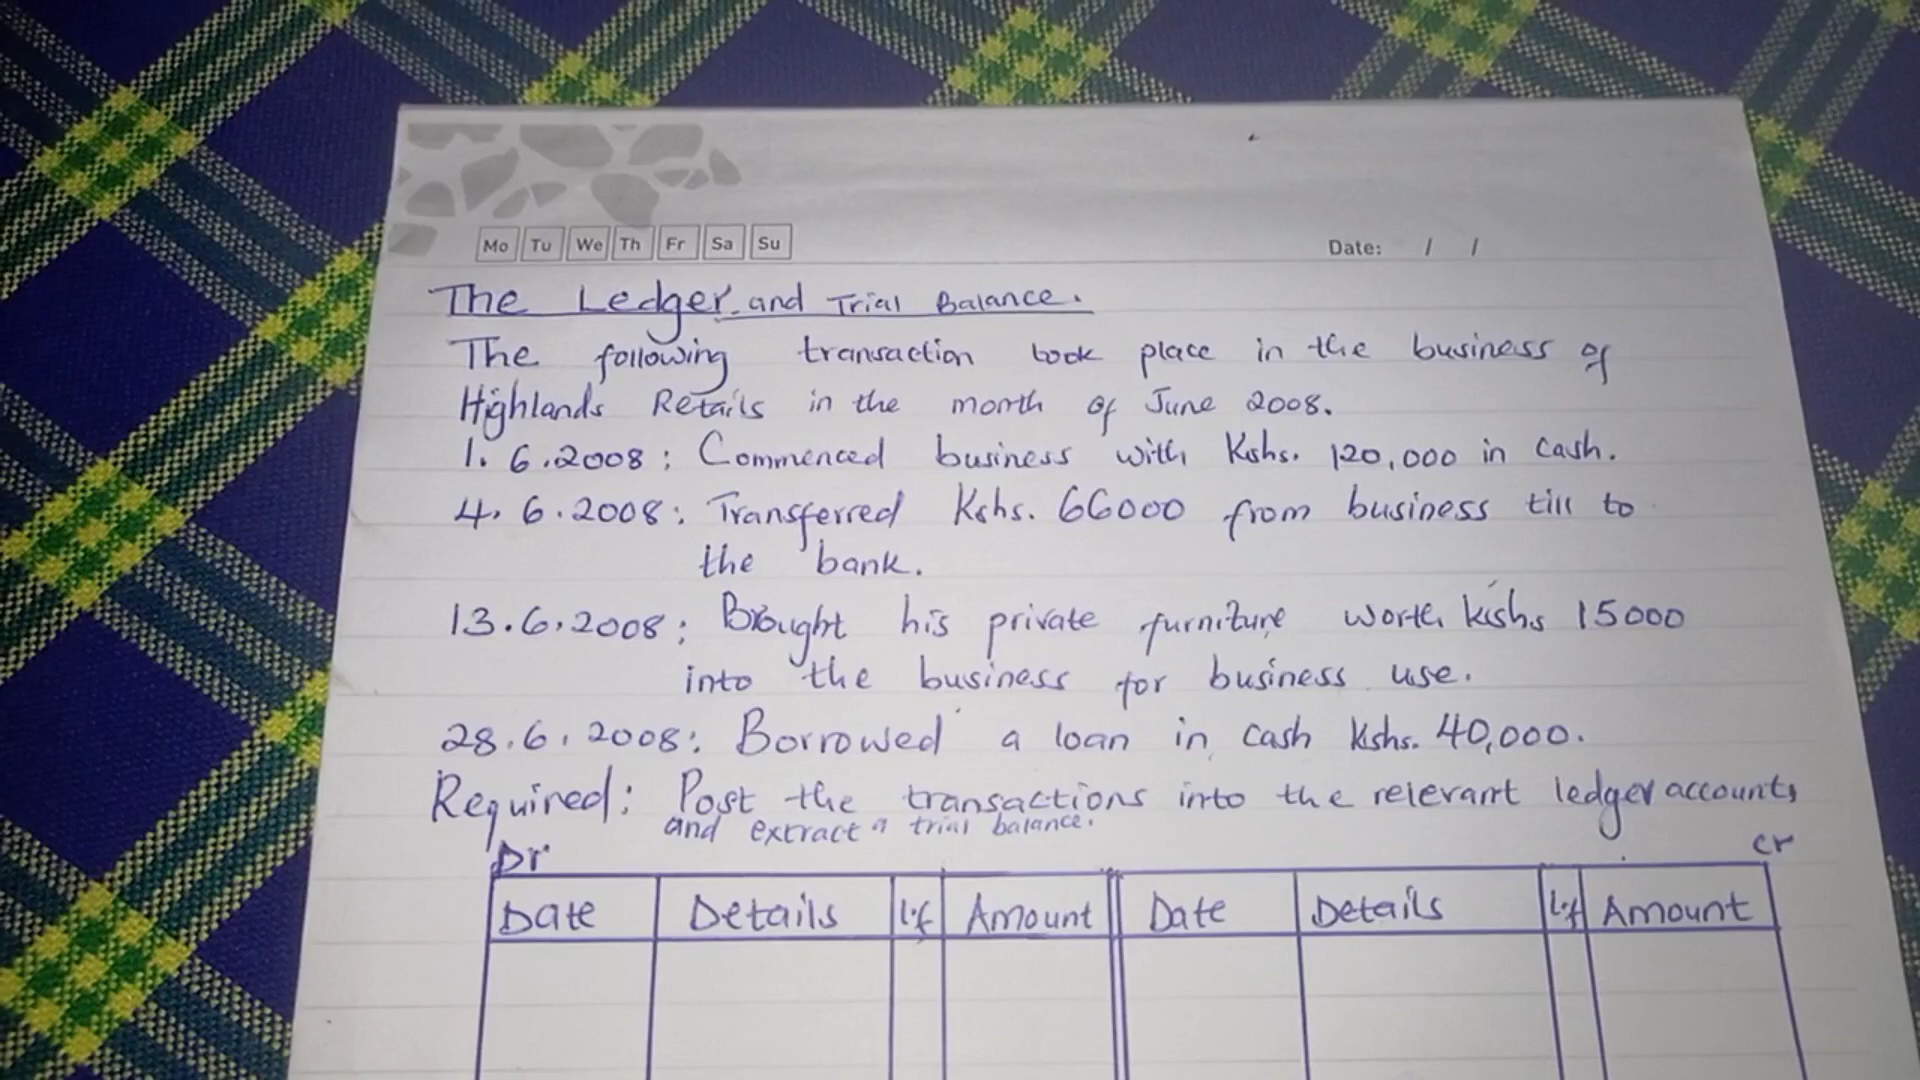 Mo Tu We Th Fr Sa Su
Date: / /
The Ledger and Trial Balance.
The following transaction took place in the business of
Highlands Retails in the month of June 2008.
1. 6.2008: Commenced business with Kshs. 120,000 in cash.
4. 6.2008: Transferred Kshs. 66000 from business till to
the bank.
13.6.2008: Brought his private furniture worth kshs 15000
into the business for business use.
28.6.2008: Borrowed a loan in cash kshs. 40,000.
Required: Post the transactions into the relevant ledger accounts
and extract a trial balance.
Dr cr
Date Details l.f Amount Date Details l.f Amount